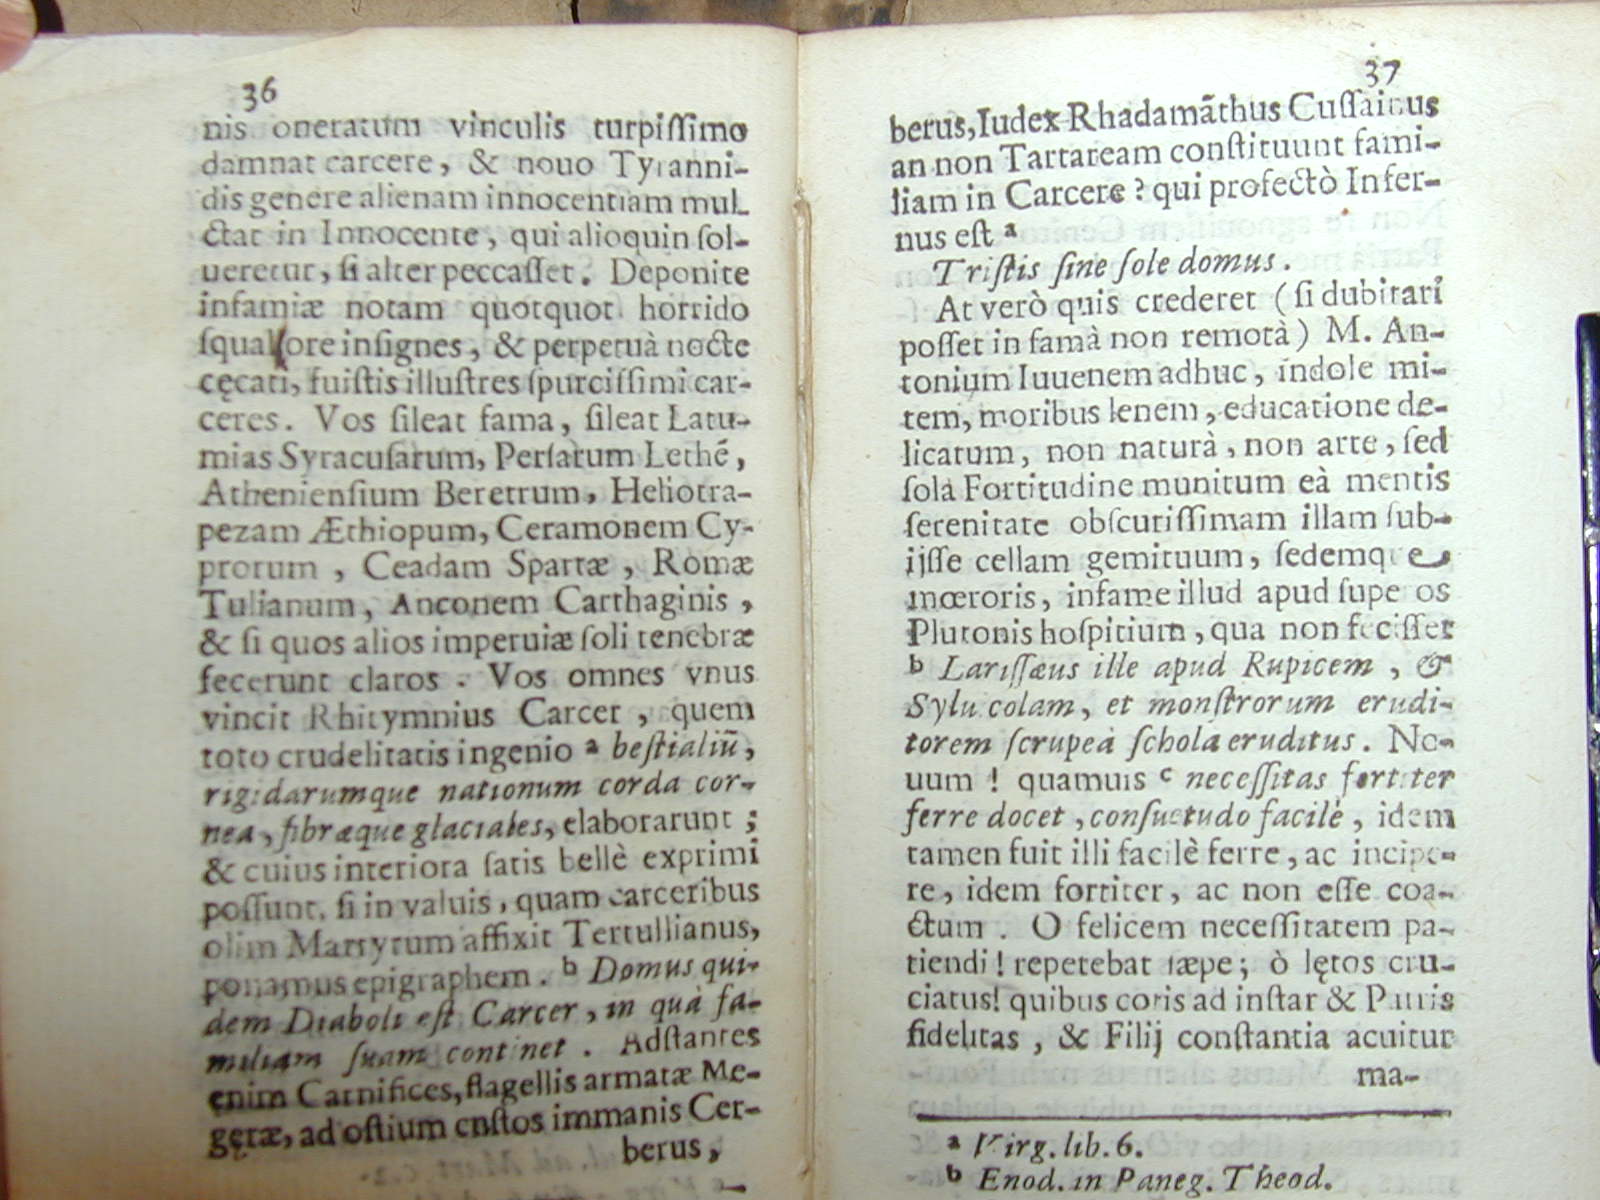 36
nis oneratum vinculis turpiſſimo
damnat carcere, & nouo Tyranni-
dis genere alienam innocentiam mul-
ctat in Innocente, qui alioquin ſol-
ueretur, ſi alter peccaſſet. Deponite
infamiæ notam quotquot horrido
ſqualore inſignes, & perpetuà nocte
cęcati, fuiſtis illuſtres ſpurciſſimi car-
ceres. Vos ſileat fama, ſileat Latu-
mias Syracuſarum, Perſarum Lethē,
Athenienſium Beretrum, Heliotra-
pezam Æthiopum, Ceramonem Cy-
prorum, Ceadam Spartæ, Romæ
Tulianum, Anconem Carthaginis,
& ſi quos alios imperuiæ ſoli tenebræ
fecerunt claros. Vos omnes vnus
vincit Rhitymnius Carcer, quem
toto crudelitatis ingenio a beſtialiū,
rigidarumque nationum corda cor-
nea, fibræque glaciales, elaborarunt;
& cuius interiora ſatis bellè exprimi
poſſunt, ſi in valuis, quam carceribus
olim Martyrum affixit Tertullianus,
ponamus epigraphem. b Domus qui-
dem Diaboli eſt Carcer, in quà fa-
miliam ſuam continet. Adſtantes
enim Carnifices, flagellis armatæ Me-
gęræ, ad oſtium cuſtos immanis Cer-
berus,
37
berus, Iudex Rhadamāthus Cuſſainus
an non Tartaream conſtituunt fami-
liam in Carcere? qui profectò Infer-
nus eſt a
Triſtis ſine ſole domus.
At verò quis crederet (ſi dubitari
poſſet in famà non remotà) M. An-
tonium Iuuenem adhuc, indole mi-
tem, moribus lenem, educatione de-
licatum, non naturà, non arte, ſed
ſola Fortitudine munitum eà mentis
ſerenitate obſcuriſſimam illam ſub-
ijſſe cellam gemituum, ſedemque
mœroris, infame illud apud ſuperos
Plutonis hoſpitium, qua non feciſſet
b Lariſſæus ille apud Rupicem, &
Syluicolam, et monſtrorum erudi-
torem ſcrupeà ſchola eruditus. No-
uum! quamuis c neceſſitas fortiter
ferre docet, conſuetudo facilè, idem
tamen fuit illi facilè ferre, ac incipe-
re, idem fortiter, ac non eſſe coa-
ctum. O felicem neceſſitatem pa-
tiendi! repetebat ſæpe; ò lętos cru-
ciatus! quibus cotis ad inſtar & Patris
fidelitas, & Filij conſtantia acuitur
ma-
a Virg. lib. 6.
b Enod. in Paneg. Theod.